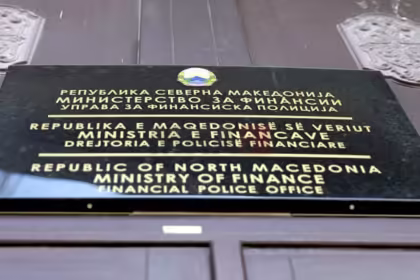 РЕПУБЛИКА СЕВЕРНА МАКЕДОНИЈА
МИНИСТЕРСТВО ЗА ФИНАНСИИ
УПРАВА ЗА ФИНАНСИСКА ПОЛИЦИЈА
REPUBLIKA E MAQEDONISË SË VERIUT
MINISTRIA E FINANCAVE
DREJTORIA E POLICISË FINANCIARE
REPUBLIC OF NORTH MACEDONIA
MINISTRY OF FINANCE
FINANCIAL POLICE OFFICE